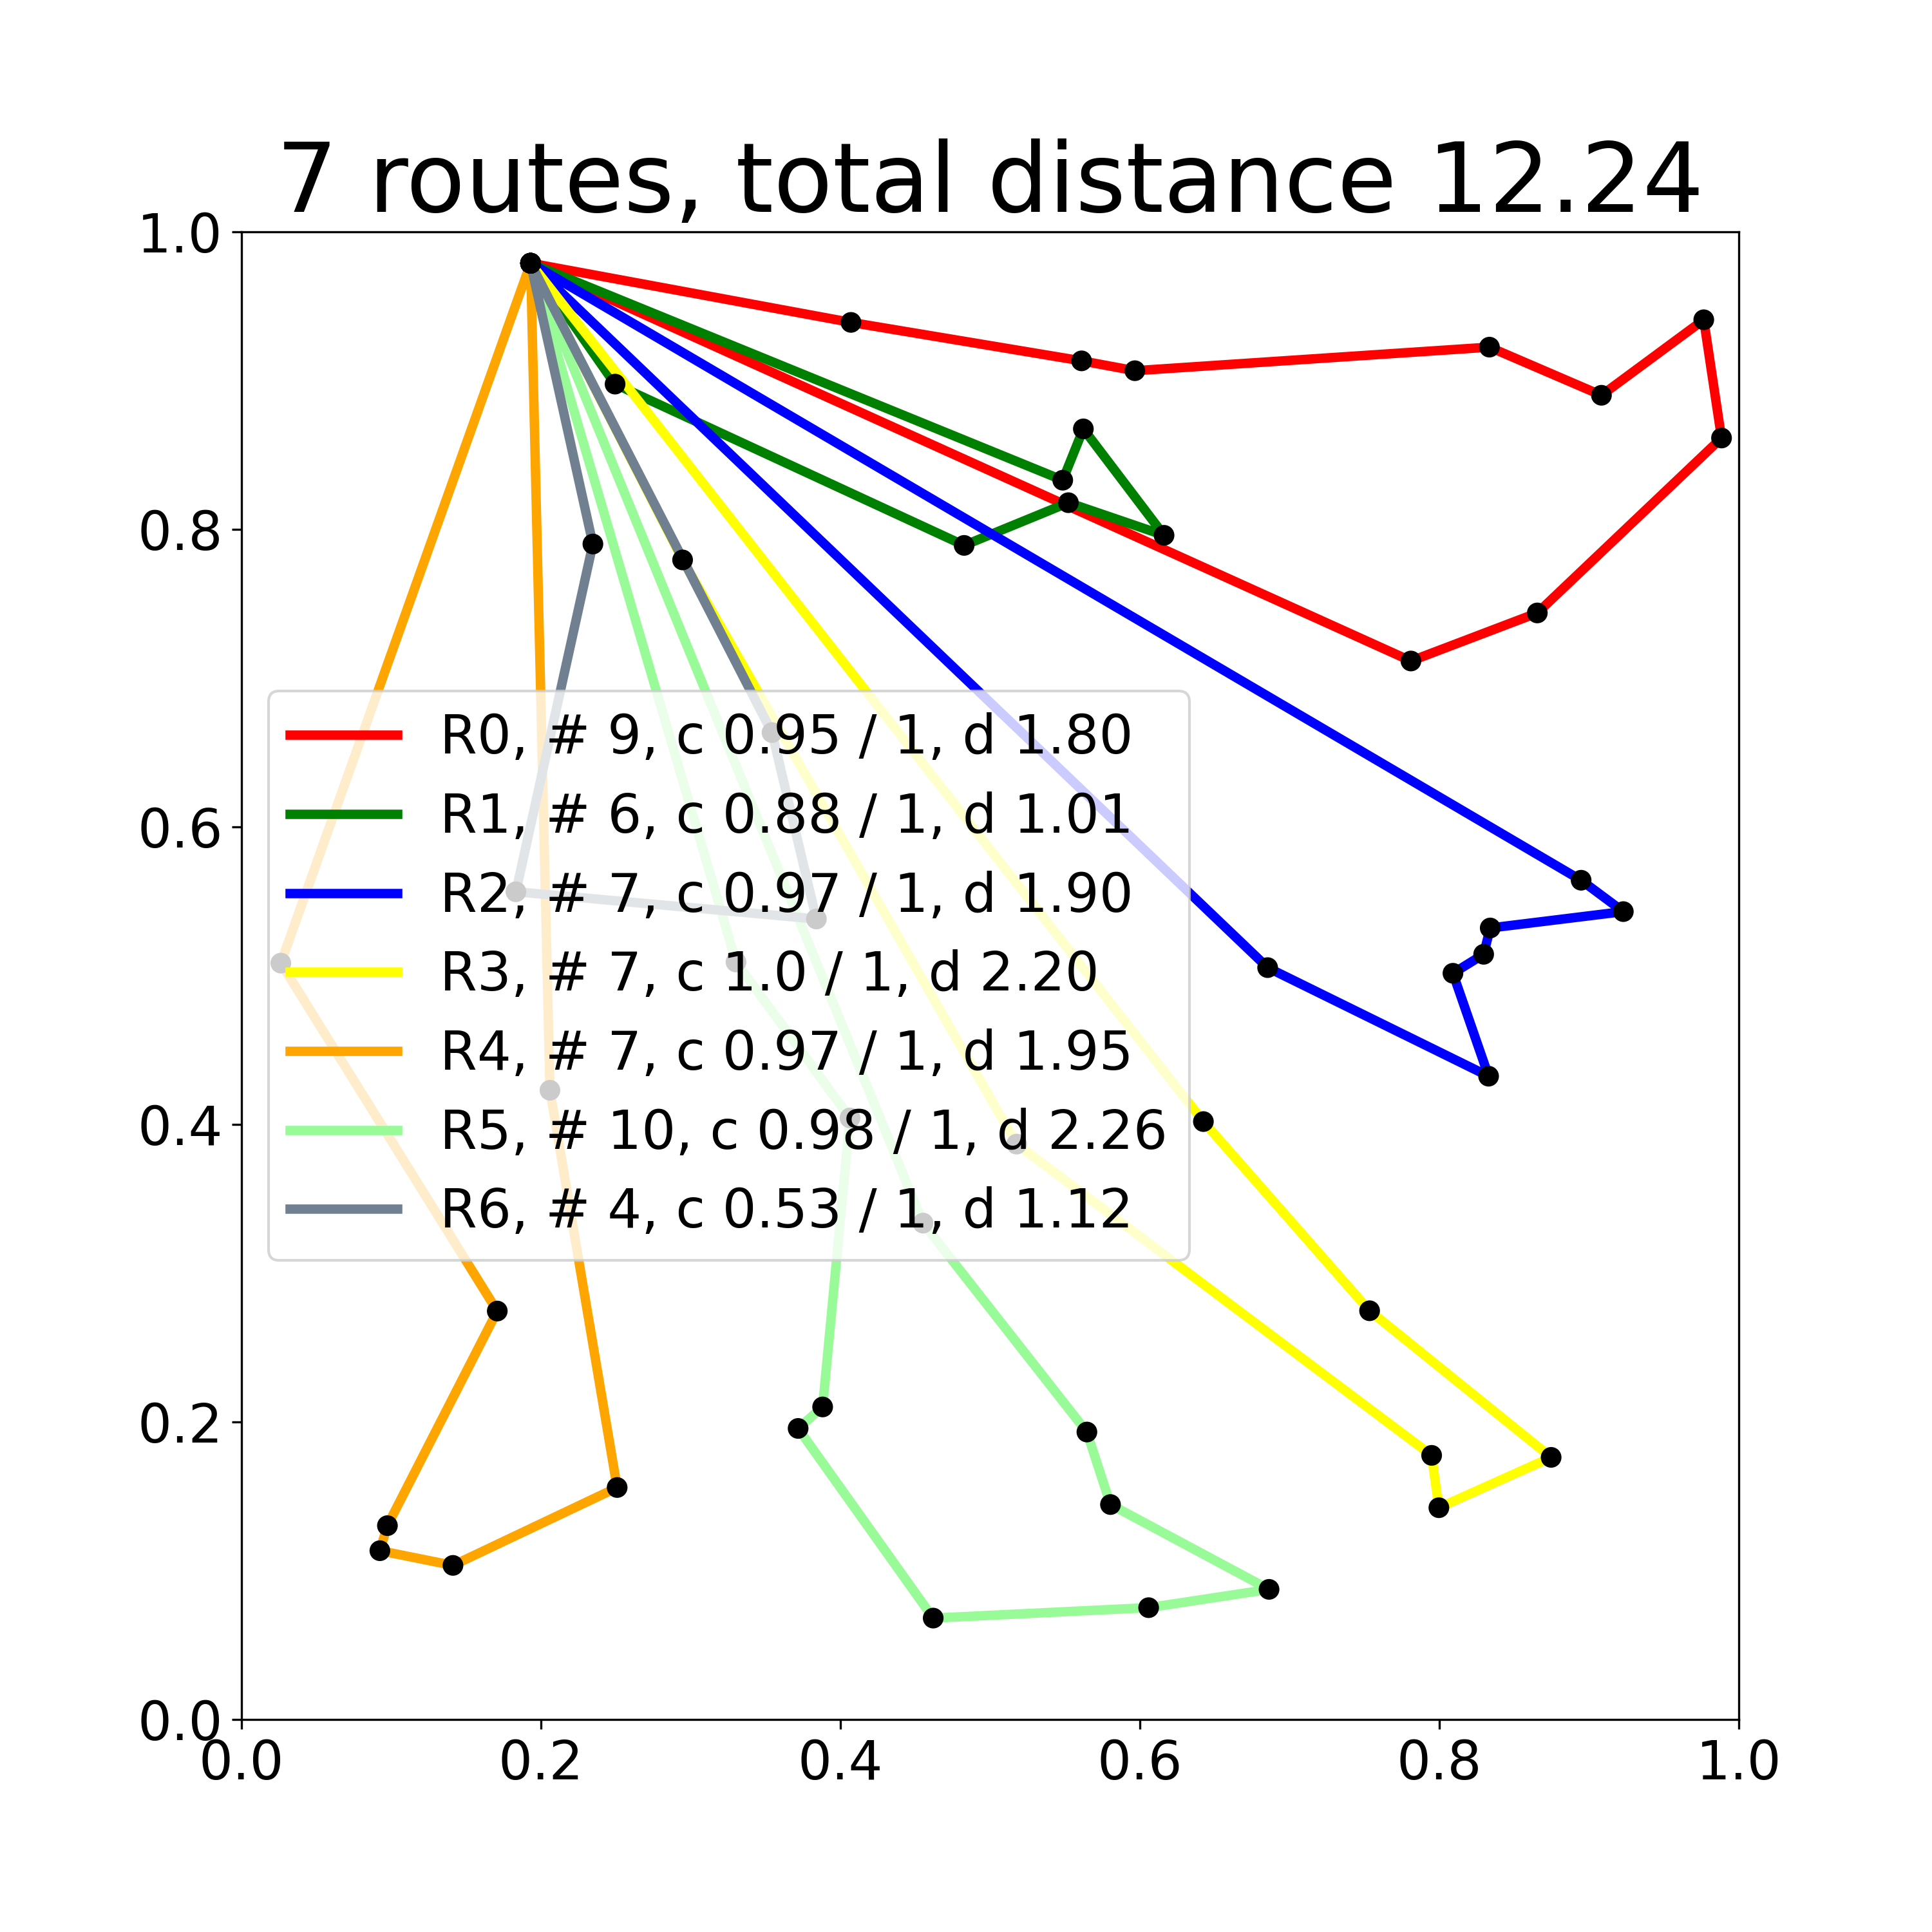 7 routes, total distance 12.24
1.0
0.8
0.6
0.4
0.2
0.0
R0, # 9, c 0.95 / 1, d 1.80
R1, # 6, c 0.88 / 1, d 1.01
R2, # 7, c 0.97 / 1, d 1.90
R3, # 7, c 1.0 / 1, d 2.20
R4, # 7, c 0.97 / 1, d 1.95
R5, # 10, c 0.98 / 1, d 2.26
R6, # 4, c 0.53 / 1, d 1.12
0.0 0.2 0.4 0.6 0.8 1.0